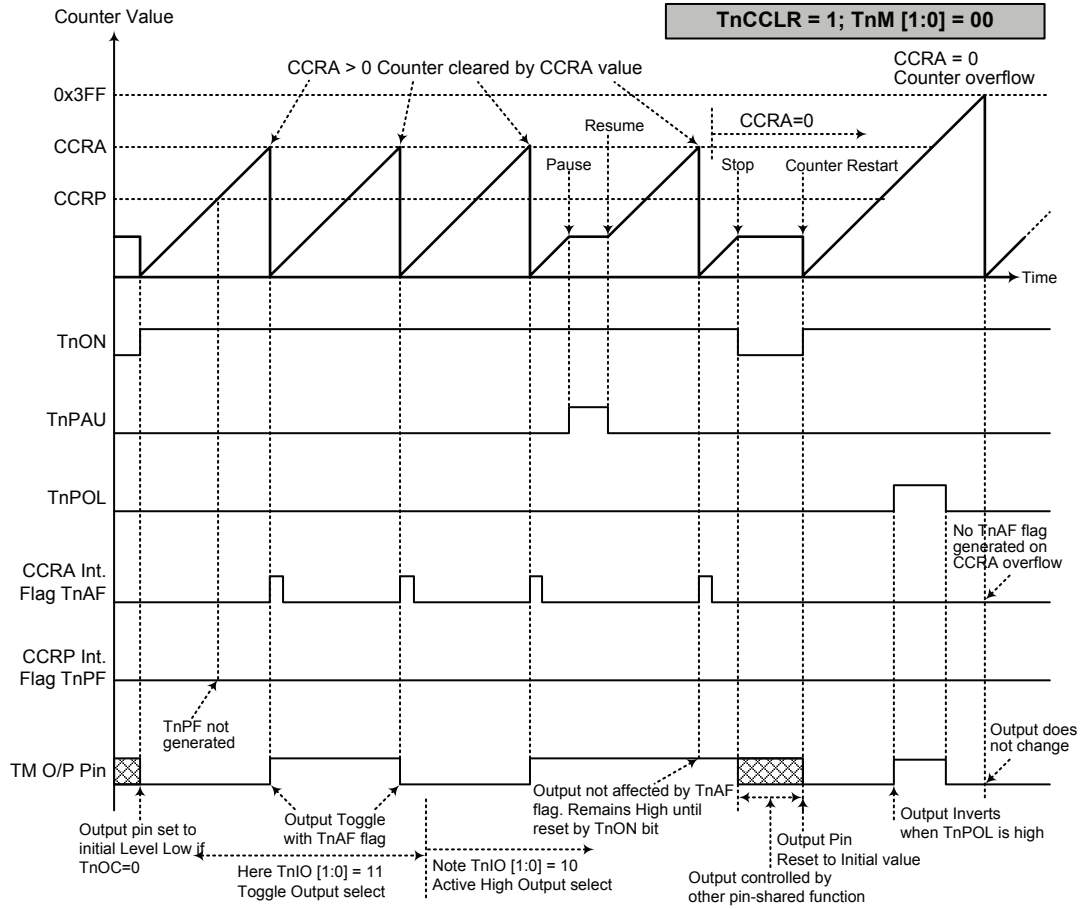 Counter Value
TnCCLR = 1; TnM [1:0] = 00
CCRA > 0 Counter cleared by CCRA value
CCRA = 0
Counter overflow
0x3FF
CCRA=0
Resume
CCRA
Pause
Stop
Counter Restart
CCRP
Time
TnON
TnPAU
TnPOL
No TnAF flag
generated on
CCRA overflow
CCRA Int.
Flag TnAF
CCRP Int.
Flag TnPF
TnPF not
generated
Output does
not change
TM O/P Pin
Output pin set to
initial Level Low if
TnOC=0
Output Toggle
with TnAF flag
Output not affected by TnAF
flag. Remains High until
reset by TnON bit
Output Inverts
when TnPOL is high
Output Pin
Reset to Initial value
Here TnIO [1:0] = 11
Toggle Output select
Note TnIO [1:0] = 10
Active High Output select
Output controlled by
other pin-shared function